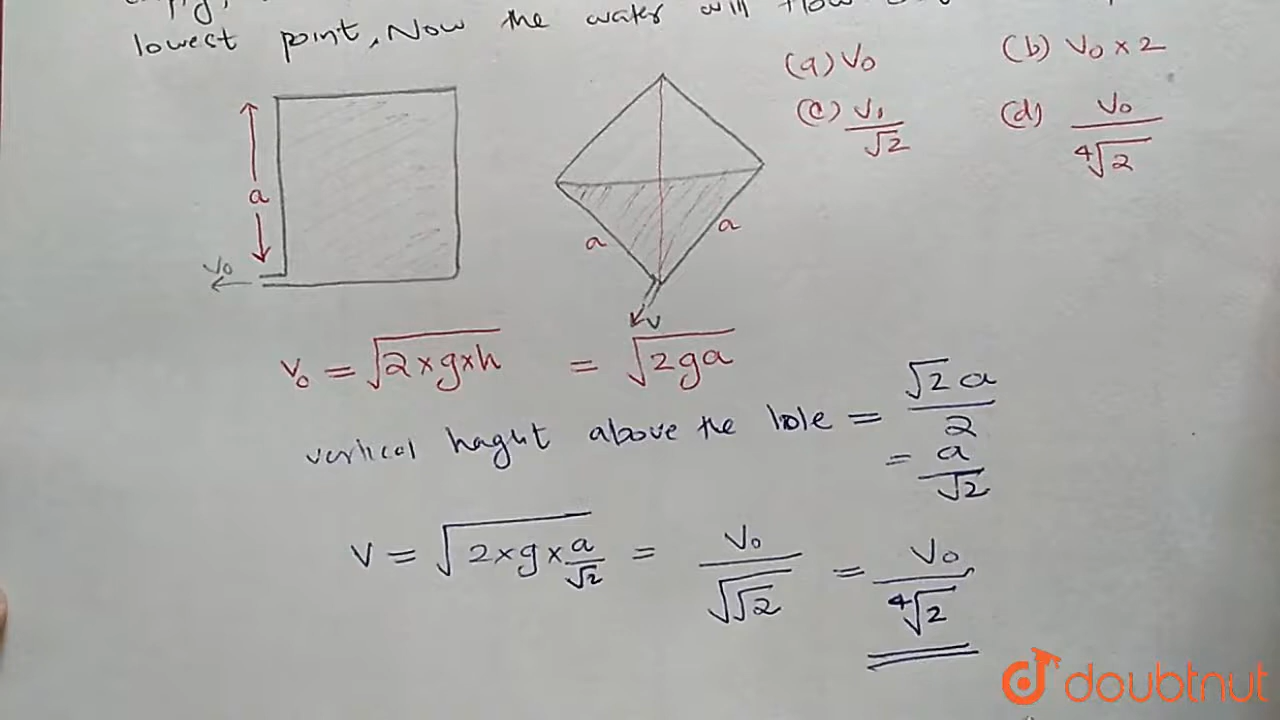 lowest point, Now the water will flow
(a) V₀ (b) V₀ × 2
(c) V₁/√2 (d) V₀/⁴√2
a
V₀
a a
V
V₀ = √2×g×h = √2ga
vertical haght above the hole = √2 a/2
= a/√2
V = √2×g×a/√2 = V₀/√√2 = V₀/⁴√2
doubtnut